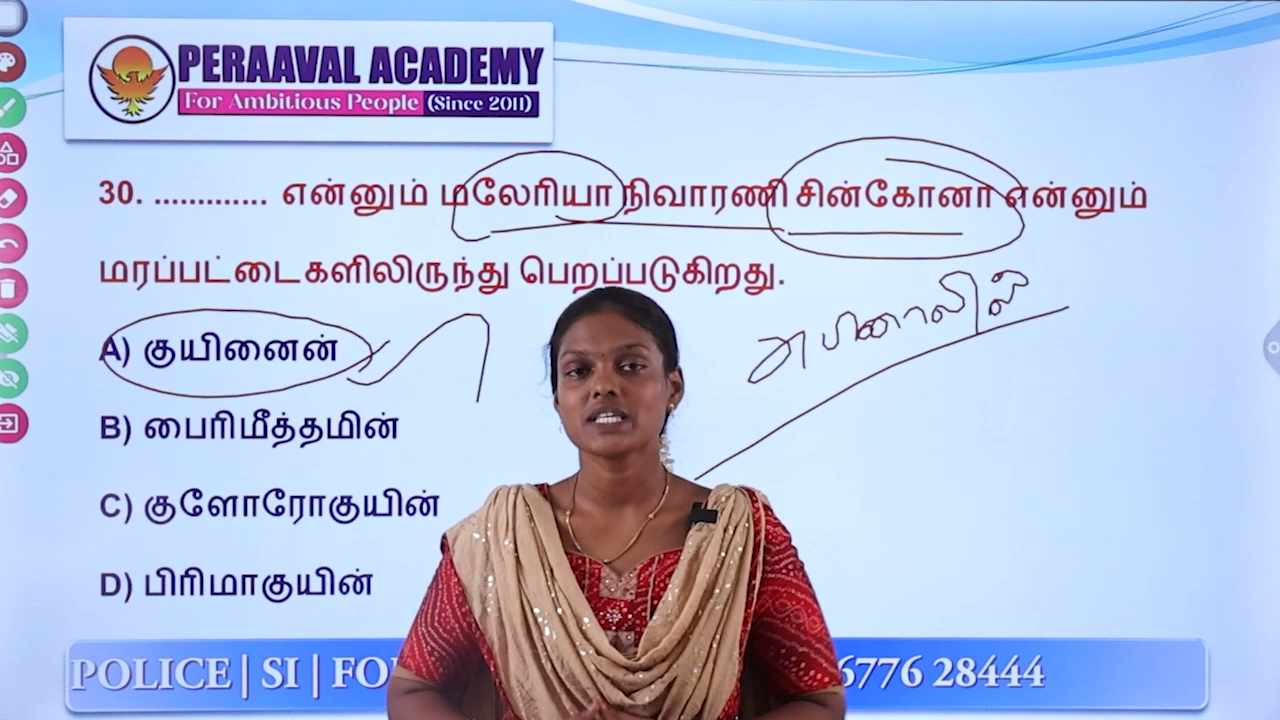 PERAAVAL ACADEMY
For Ambitious People (Since 2011)
30. ............. என்னும் மலேரியா நிவாரணி சின்கோனா என்னும்
மரப்பட்டைகளிலிருந்து பெறப்படுகிறது.
A) குயினைன்
B) பைரிமீத்தமின்
C) குளோரோகுயின்
D) பிரிமாகுயின்
POLICE | SI | 6776 28444